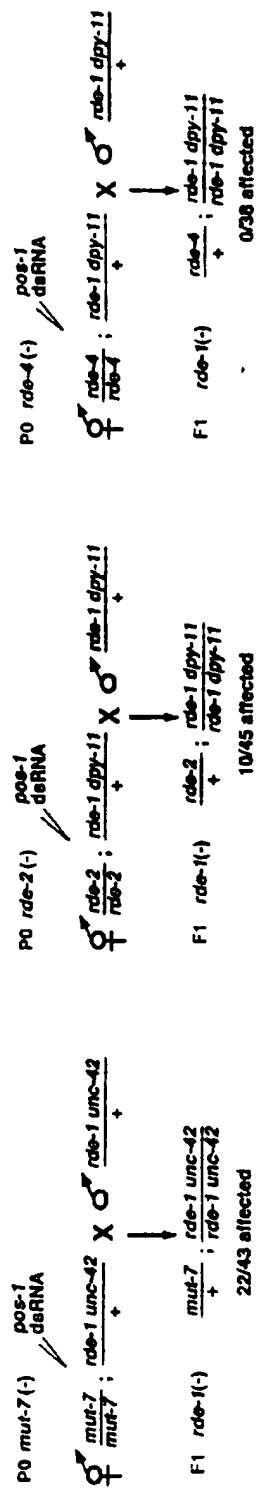 P0 mut-7(-)
pos-1
dsRNA
mut-7
mut-7
;
rde-1 unc-42
+
X
rde-1 unc-42
+
F1 rde-1(-)
mut-7
+
;
rde-1 unc-42
rde-1 unc-42
22/43 affected
P0 rde-2(-)
pos-1
dsRNA
rde-2
rde-2
;
rde-1 dpy-11
+
X
rde-1 dpy-11
+
F1 rde-1(-)
rde-2
+
;
rde-1 dpy-11
rde-1 dpy-11
10/45 affected
P0 rde-4(-)
pos-1
dsRNA
rde-4
rde-4
;
rde-1 dpy-11
+
X
rde-1 dpy-11
+
F1 rde-1(-)
rde-4
+
;
rde-1 dpy-11
rde-1 dpy-11
0/38 affected